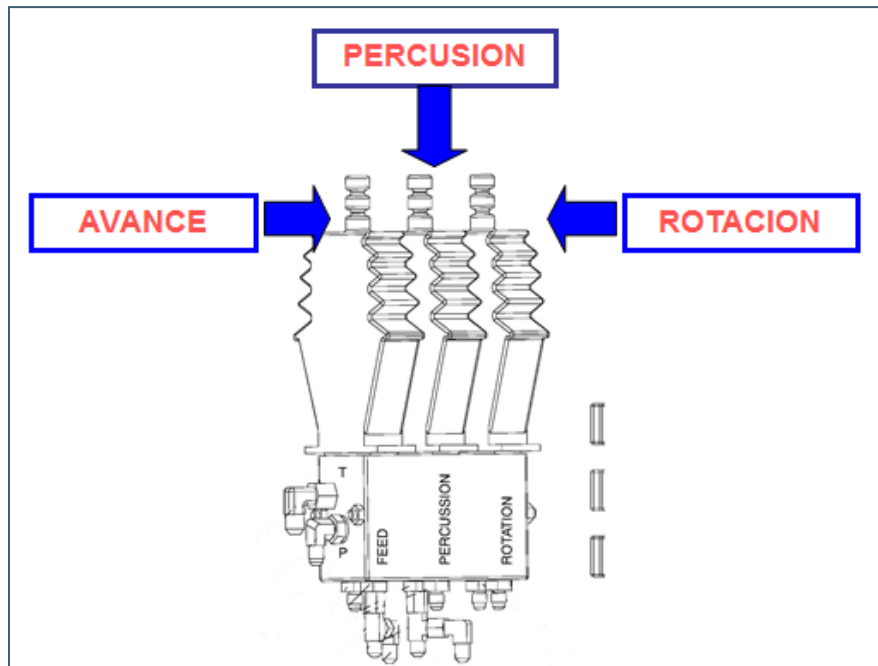 PERCUSION
AVANCE
ROTACION
T
P
FEED
PERCUSSION
ROTATION